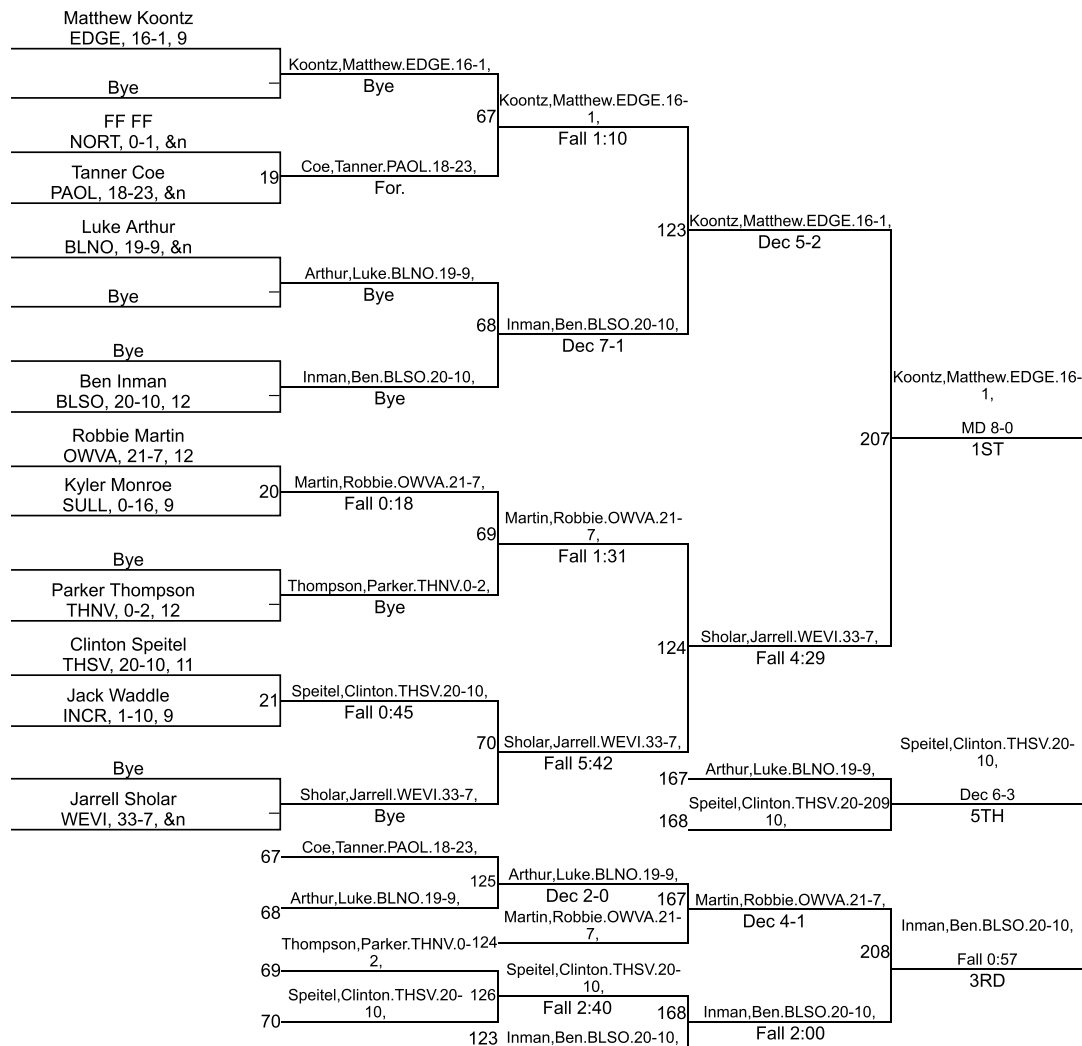 Matthew Koontz
EDGE, 16-1, 9
Koontz,Matthew.EDGE.16-1,
Bye
Bye
Koontz,Matthew.EDGE.16-
1,
67
Fall 1:10
FF FF
NORT, 0-1, &n
Coe,Tanner.PAOL.18-23,
19
For.
Tanner Coe
PAOL, 18-23, &n
Koontz,Matthew.EDGE.16-1,
123
Dec 5-2
Luke Arthur
BLNO, 19-9, &n
Arthur,Luke.BLNO.19-9,
Bye
Bye
68
Inman,Ben.BLSO.20-10,
Dec 7-1
Bye
Inman,Ben.BLSO.20-10,
Bye
Ben Inman
BLSO, 20-10, 12
Koontz,Matthew.EDGE.16-
1,
207
MD 8-0
1ST
Robbie Martin
OWVA, 21-7, 12
Martin,Robbie.OWVA.21-7,
20
Fall 0:18
Kyler Monroe
SULL, 0-16, 9
Martin,Robbie.OWVA.21-
7,
69
Fall 1:31
Bye
Thompson,Parker.THNV.0-2,
Bye
Parker Thompson
THNV, 0-2, 12
Sholar,Jarrell.WEVI.33-7,
124
Fall 4:29
Clinton Speitel
THSV, 20-10, 11
Speitel,Clinton.THSV.20-10,
21
Fall 0:45
Jack Waddle
INCR, 1-10, 9
70
Sholar,Jarrell.WEVI.33-7,
Fall 5:42
Bye
Sholar,Jarrell.WEVI.33-7,
Bye
Jarrell Sholar
WEVI, 33-7, &n
167
Arthur,Luke.BLNO.19-9,
Speitel,Clinton.THSV.20-
10,
168
209
Speitel,Clinton.THSV.20-
10,
Dec 6-3
5TH
67
Coe,Tanner.PAOL.18-23,
68
Arthur,Luke.BLNO.19-9,
125
Arthur,Luke.BLNO.19-9,
Dec 2-0
167
Martin,Robbie.OWVA.21-
7,
124
Martin,Robbie.OWVA.21-7,
Dec 4-1
Thompson,Parker.THNV.0-
2,
69
Speitel,Clinton.THSV.20-
10,
70
126
Speitel,Clinton.THSV.20-
10,
Fall 2:40
168
123
Inman,Ben.BLSO.20-10,
Inman,Ben.BLSO.20-10,
Fall 2:00
208
Inman,Ben.BLSO.20-10,
Fall 0:57
3RD